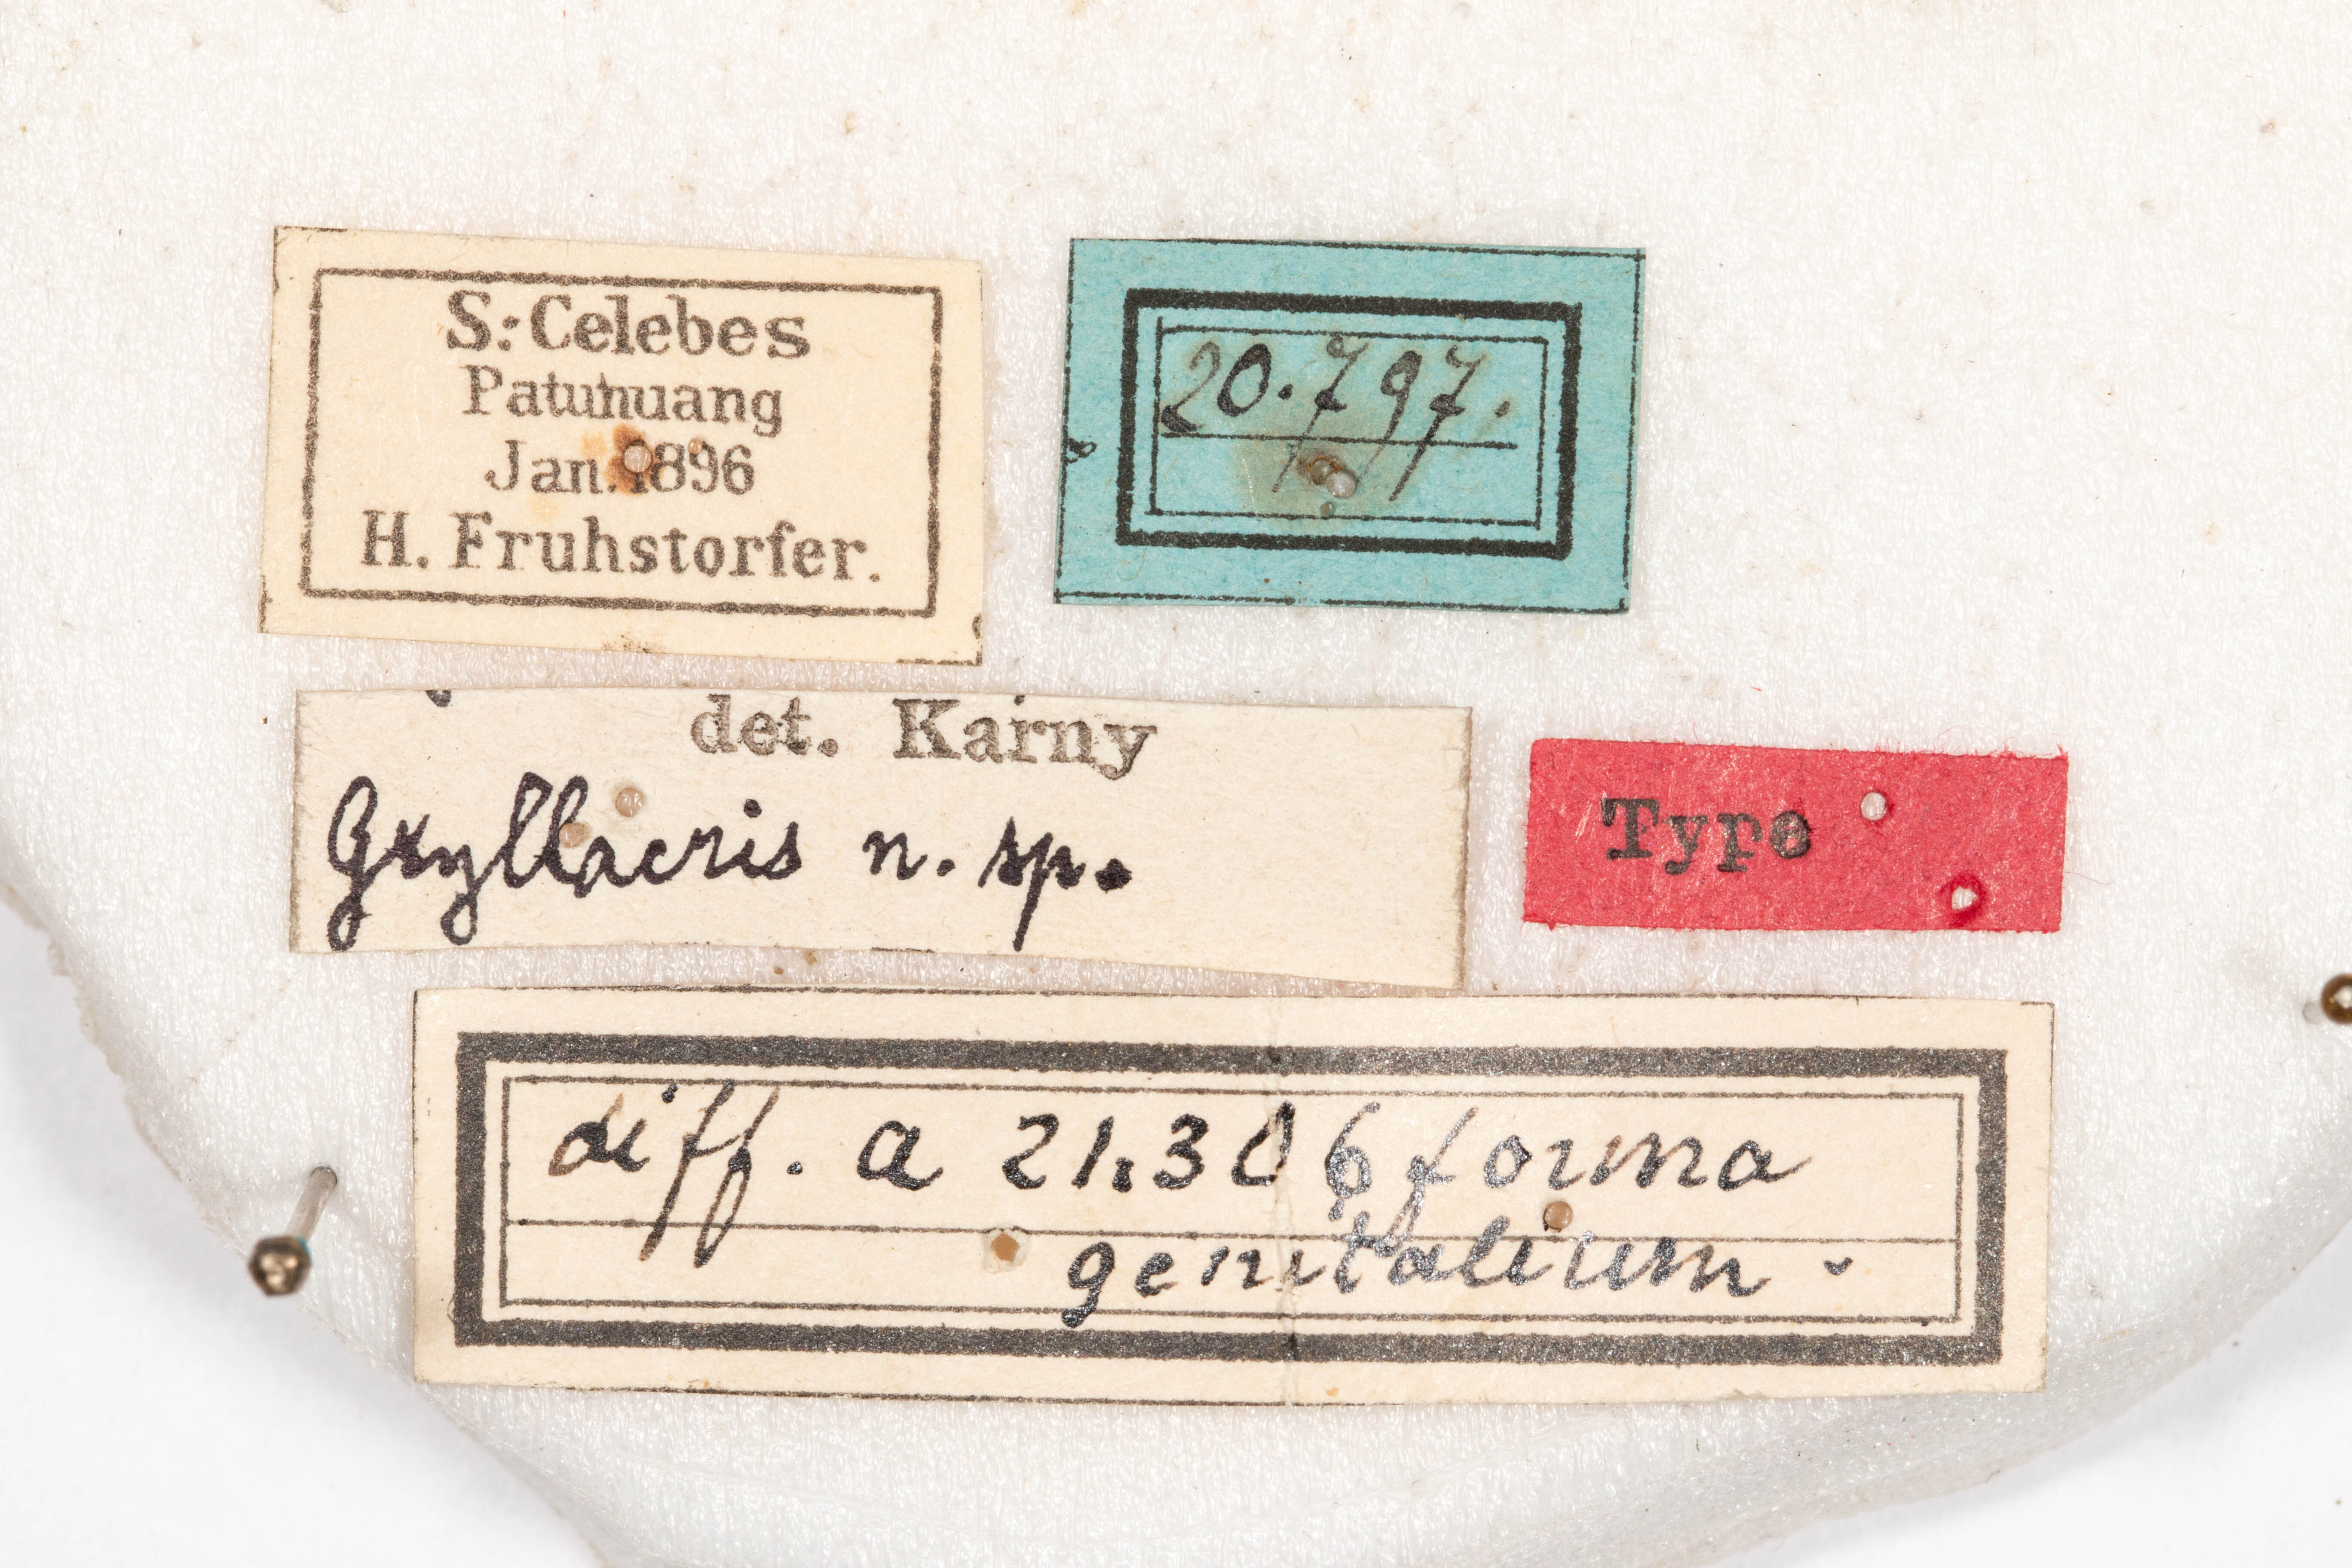 S: Celebes
Patunuang
Jan. 1896
H. Fruhstorfer.
20.797.
det. Karny
Gryllacris n. sp.
Type
diff. a 21.306 forma
genitalium.